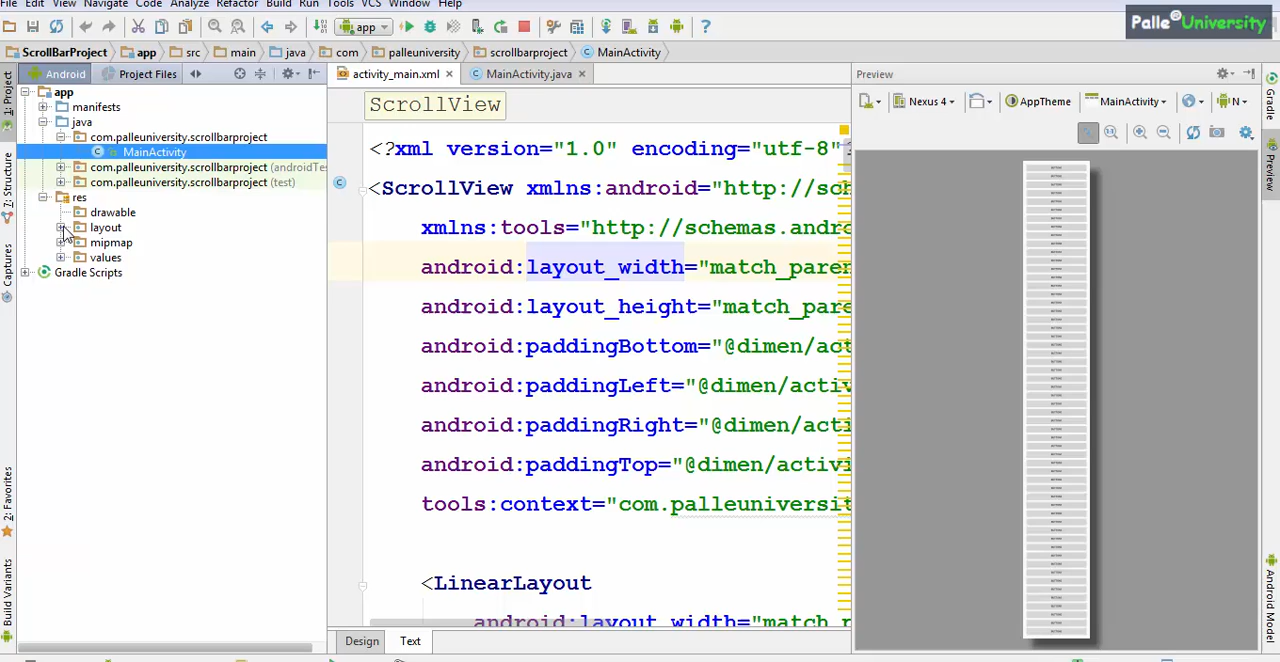 File Edit View Navigate Code Analyze Refactor Build Run Tools VCS Window Help
app
?
Palle University
ScrollBarProject app src main java com palleuniversity scrollbarproject MainActivity
Android Project Files
activity_main.xml MainActivity.java
Preview
Nexus 4 AppTheme MainActivity N
1: Project
7: Structure
Captures
2: Favorites
Build Variants
app
manifests
java
com.palleuniversity.scrollbarproject
MainActivity
com.palleuniversity.scrollbarproject (androidTe
com.palleuniversity.scrollbarproject (test)
res
drawable
layout
mipmap
values
Gradle Scripts
ScrollView
<?xml version="1.0" encoding="utf-8"
<ScrollView xmlns:android="http://sch
xmlns:tools="http://schemas.andro
android:layout_width="match_paren
android:layout_height="match_pare
android:paddingBottom="@dimen/act
android:paddingLeft="@dimen/activ
android:paddingRight="@dimen/acti
android:paddingTop="@dimen/activi
tools:context="com.palleuniversit
<LinearLayout
android:layout_width="match_p
Design Text
Gradle
Preview
Android Model